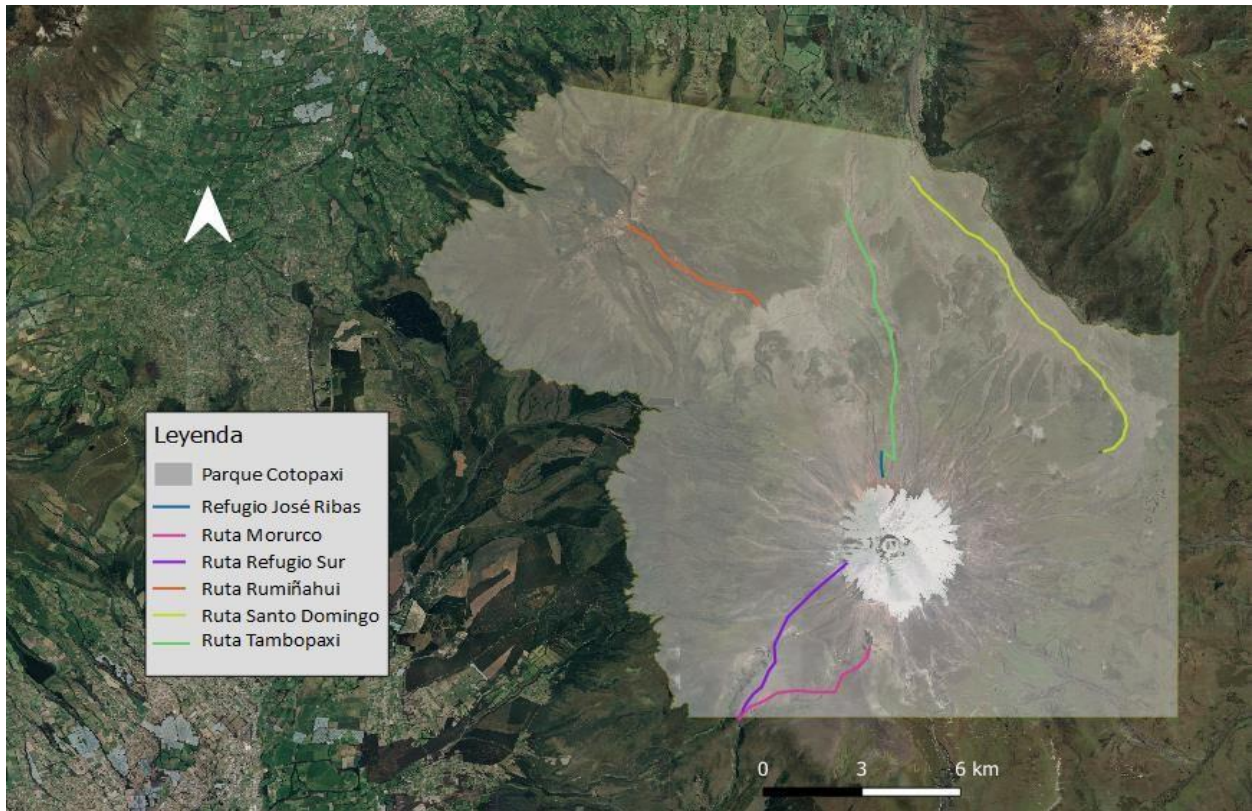 Leyenda
Parque Cotopaxi
Refugio José Ribas
Ruta Morurco
Ruta Refugio Sur
Ruta Rumiñahui
Ruta Santo Domingo
Ruta Tambopaxi
0 3 6 km